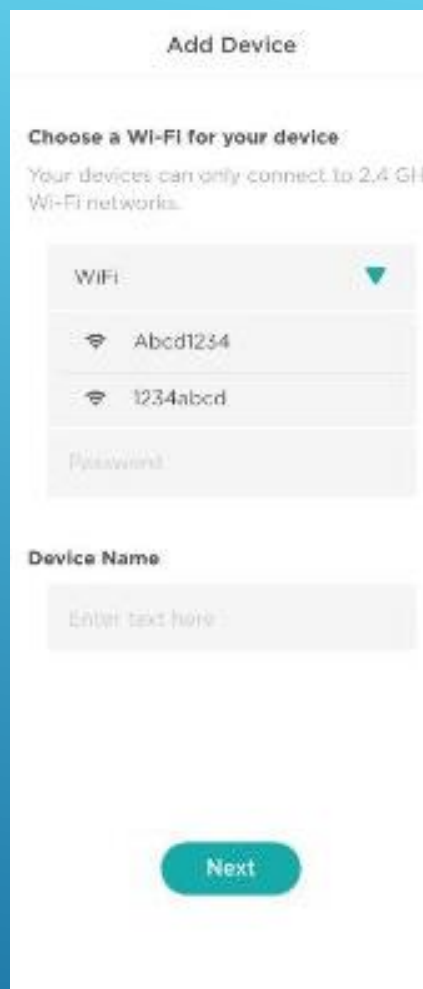 Add Device
Choose a Wi-Fi for your device
Your devices can only connect to 2.4 GH
Wi-Fi networks.
WiFi
Abcd1234
1234abcd
Password
Device Name
Enter text here
Next